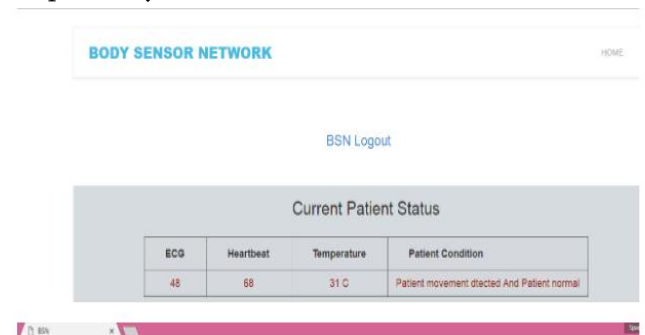 BODY SENSOR NETWORK HOME
BSN Logout
Current Patient Status
ECG Heartbeat Temperature Patient Condition
48 68 31 C Patient movement dtected And Patient normal
BSN x